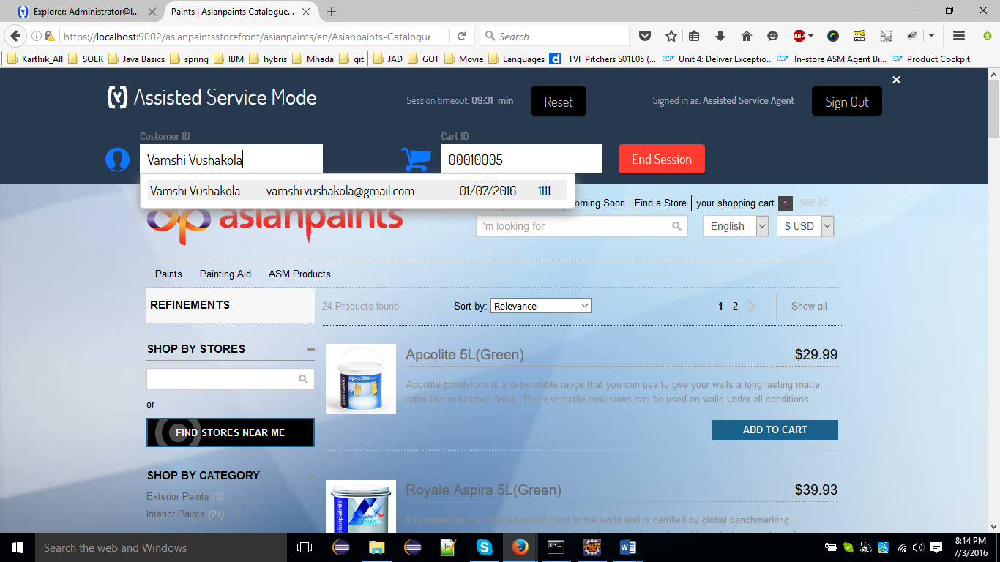 Explorer: Administrator@l...
Paints | Asianpaints Catalogue...
https://localhost:9002/asianpaintsstorefront/asianpaints/en/Asianpaints-Catalogue
Search
ABP
Karthik_All SOLR Java Basics spring IBM hybris Mhada git JAD GOT Movie Languages TVF Pitchers S01E05 (... Unit 4: Deliver Exceptio... In-store ASM Agent Bi... Product Cockpit
Assisted Service Mode
Session timeout: 09:31 min
Reset
Signed in as: Assisted Service Agent
Sign Out
Customer ID
Cart ID
Vamshi Vushakola
00010005
End Session
Vamshi Vushakola vamshi.vushakola@gmail.com 01/07/2016 1111
oming Soon Find a Store your shopping cart 1 $66.93
asianpaints
I'm looking for
English
$ USD
Paints Painting Aid ASM Products
REFINEMENTS
24 Products found
Sort by: Relevance
1 2
Show all
SHOP BY STORES
or
FIND STORES NEAR ME
SHOP BY CATEGORY
Exterior Paints (3)
Interior Paints (21)
Apcolite 5L(Green)
$29.99
Apcolite Emulsions is a dependable range that you can use to give your walls a long lasting matte,
satin like or lustrous finish. These versatile emulsions can be used on walls under all conditions.
ADD TO CART
Royale Aspira 5L(Green)
$39.93
It is touted as the most advanced paint in the world and is certified by global benchmarking
Search the web and Windows
8:14 PM
7/3/2016